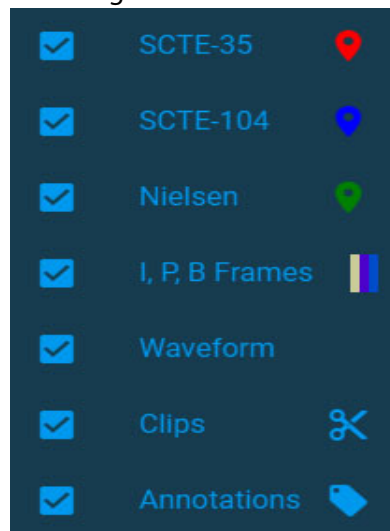 SCTE-35
SCTE-104
Nielsen
I, P, B Frames
Waveform
Clips
Annotations